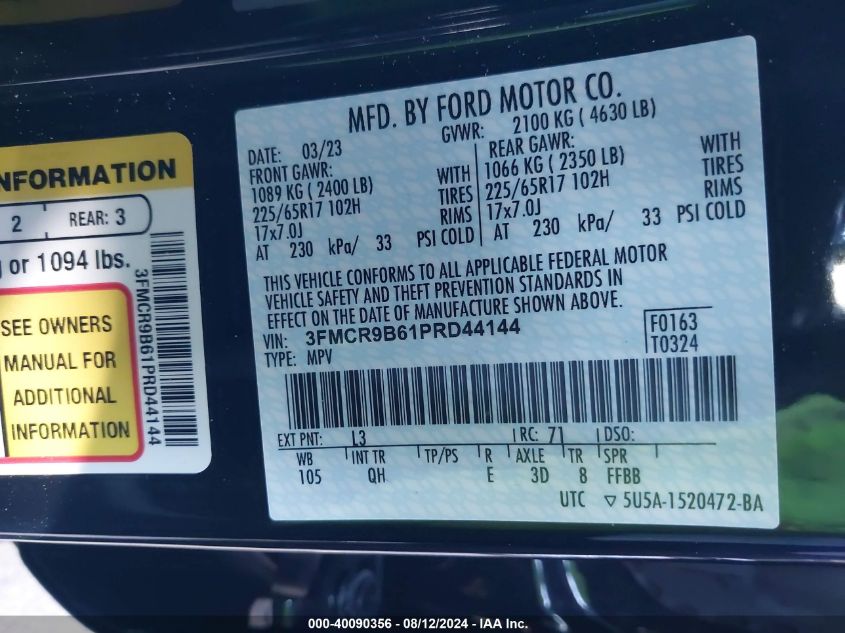 MFD. BY FORD MOTOR CO.
DATE: 03/23
GVWR: 2100 KG ( 4630 LB)
FRONT GAWR:
1089 KG ( 2400 LB) WITH
225/65R17 102H TIRES
17x7.0J RIMS
AT 230 kPa/ 33 PSI COLD
REAR GAWR:
1066 KG ( 2350 LB) WITH
225/65R17 102H TIRES
17x7.0J RIMS
AT 230 kPa/ 33 PSI COLD
THIS VEHICLE CONFORMS TO ALL APPLICABLE FEDERAL MOTOR
VEHICLE SAFETY AND THEFT PREVENTION STANDARDS IN
EFFECT ON THE DATE OF MANUFACTURE SHOWN ABOVE.
VIN: 3FMCR9B61PRD44144
TYPE: MPV
F0163
T0324
EXT PNT: L3 RC: 71 DSO:
WB INT TR TP/PS R AXLE TR SPR
105 QH E 3D 8 FFBB
UTC ▽ 5U5A-1520472-BA
INFORMATION
2 REAR: 3
or 1094 lbs.
SEE OWNERS
MANUAL FOR
ADDITIONAL
INFORMATION
3FMCR9B61PRD44144
000-40090356 - 08/12/2024 - IAA Inc.